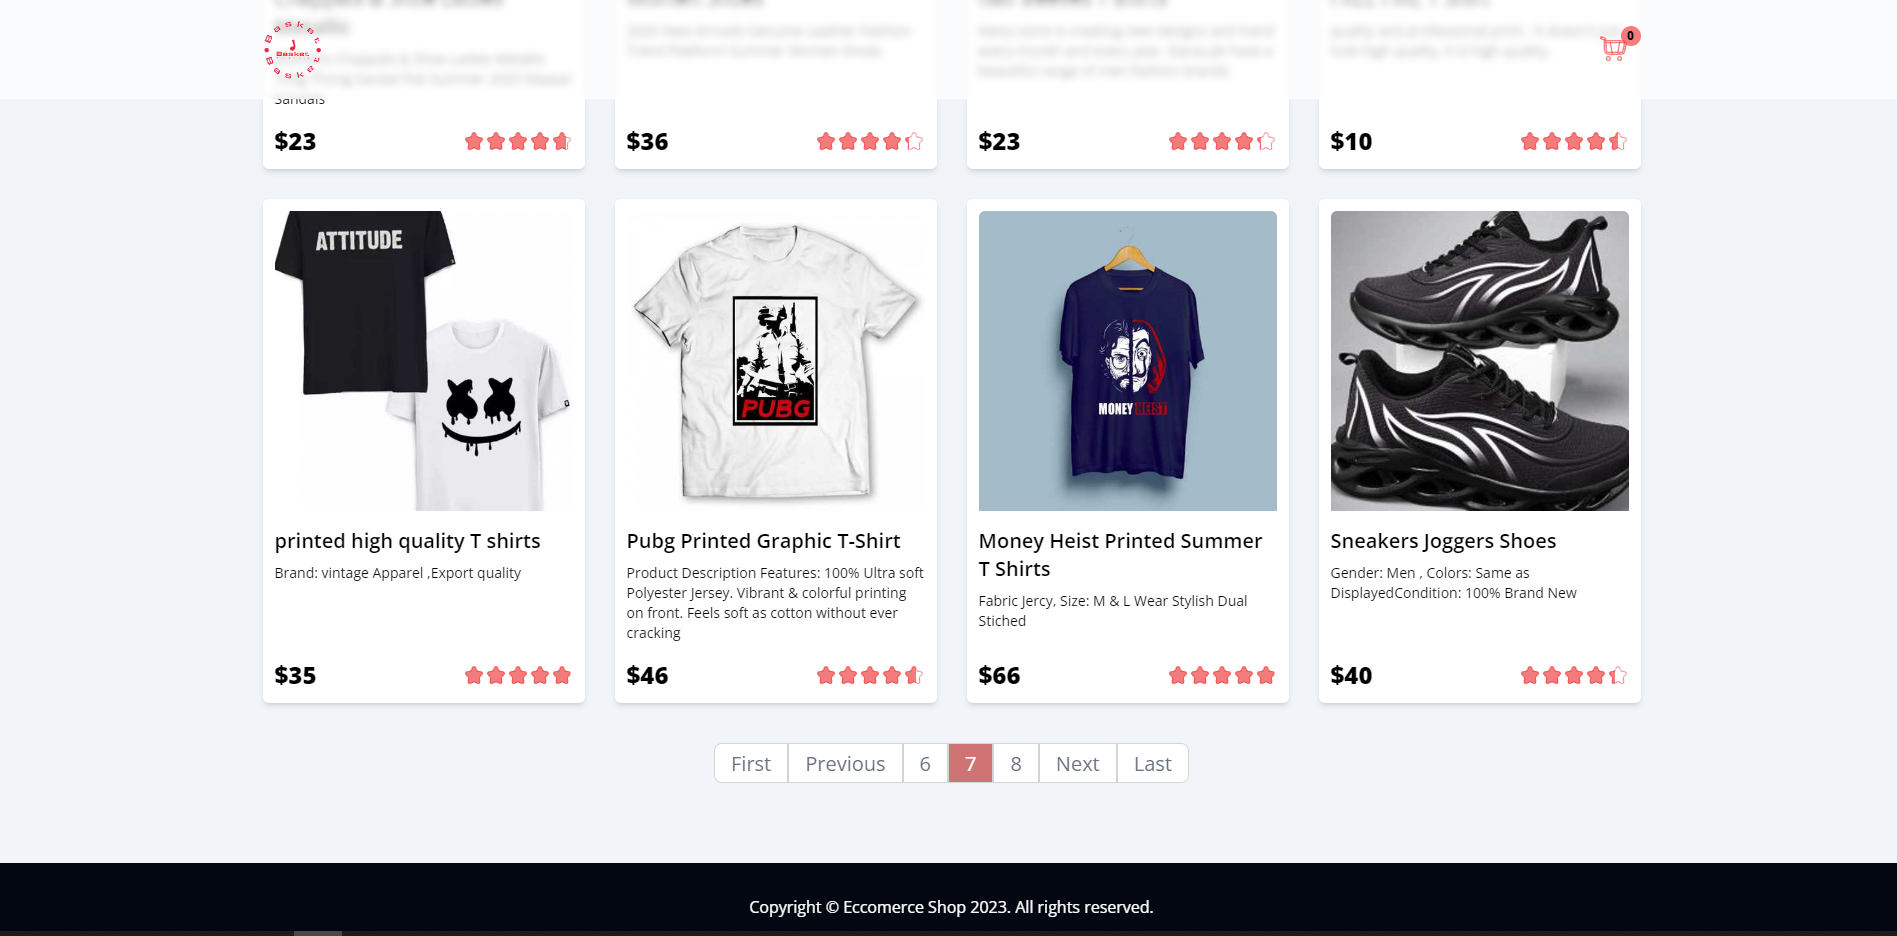 Basket
0
Sandals
$23
$36
$23
$10
ATTITUDE
PUBG
MONEY HEIST
printed high quality T shirts
Brand: vintage Apparel ,Export quality
$35
Pubg Printed Graphic T-Shirt
Product Description Features: 100% Ultra soft
Polyester Jersey. Vibrant & colorful printing
on front. Feels soft as cotton without ever
cracking
$46
Money Heist Printed Summer
T Shirts
Fabric Jercy, Size: M & L Wear Stylish Dual
Stiched
$66
Sneakers Joggers Shoes
Gender: Men , Colors: Same as
DisplayedCondition: 100% Brand New
$40
First Previous 6 7 8 Next Last
Copyright © Eccomerce Shop 2023. All rights reserved.